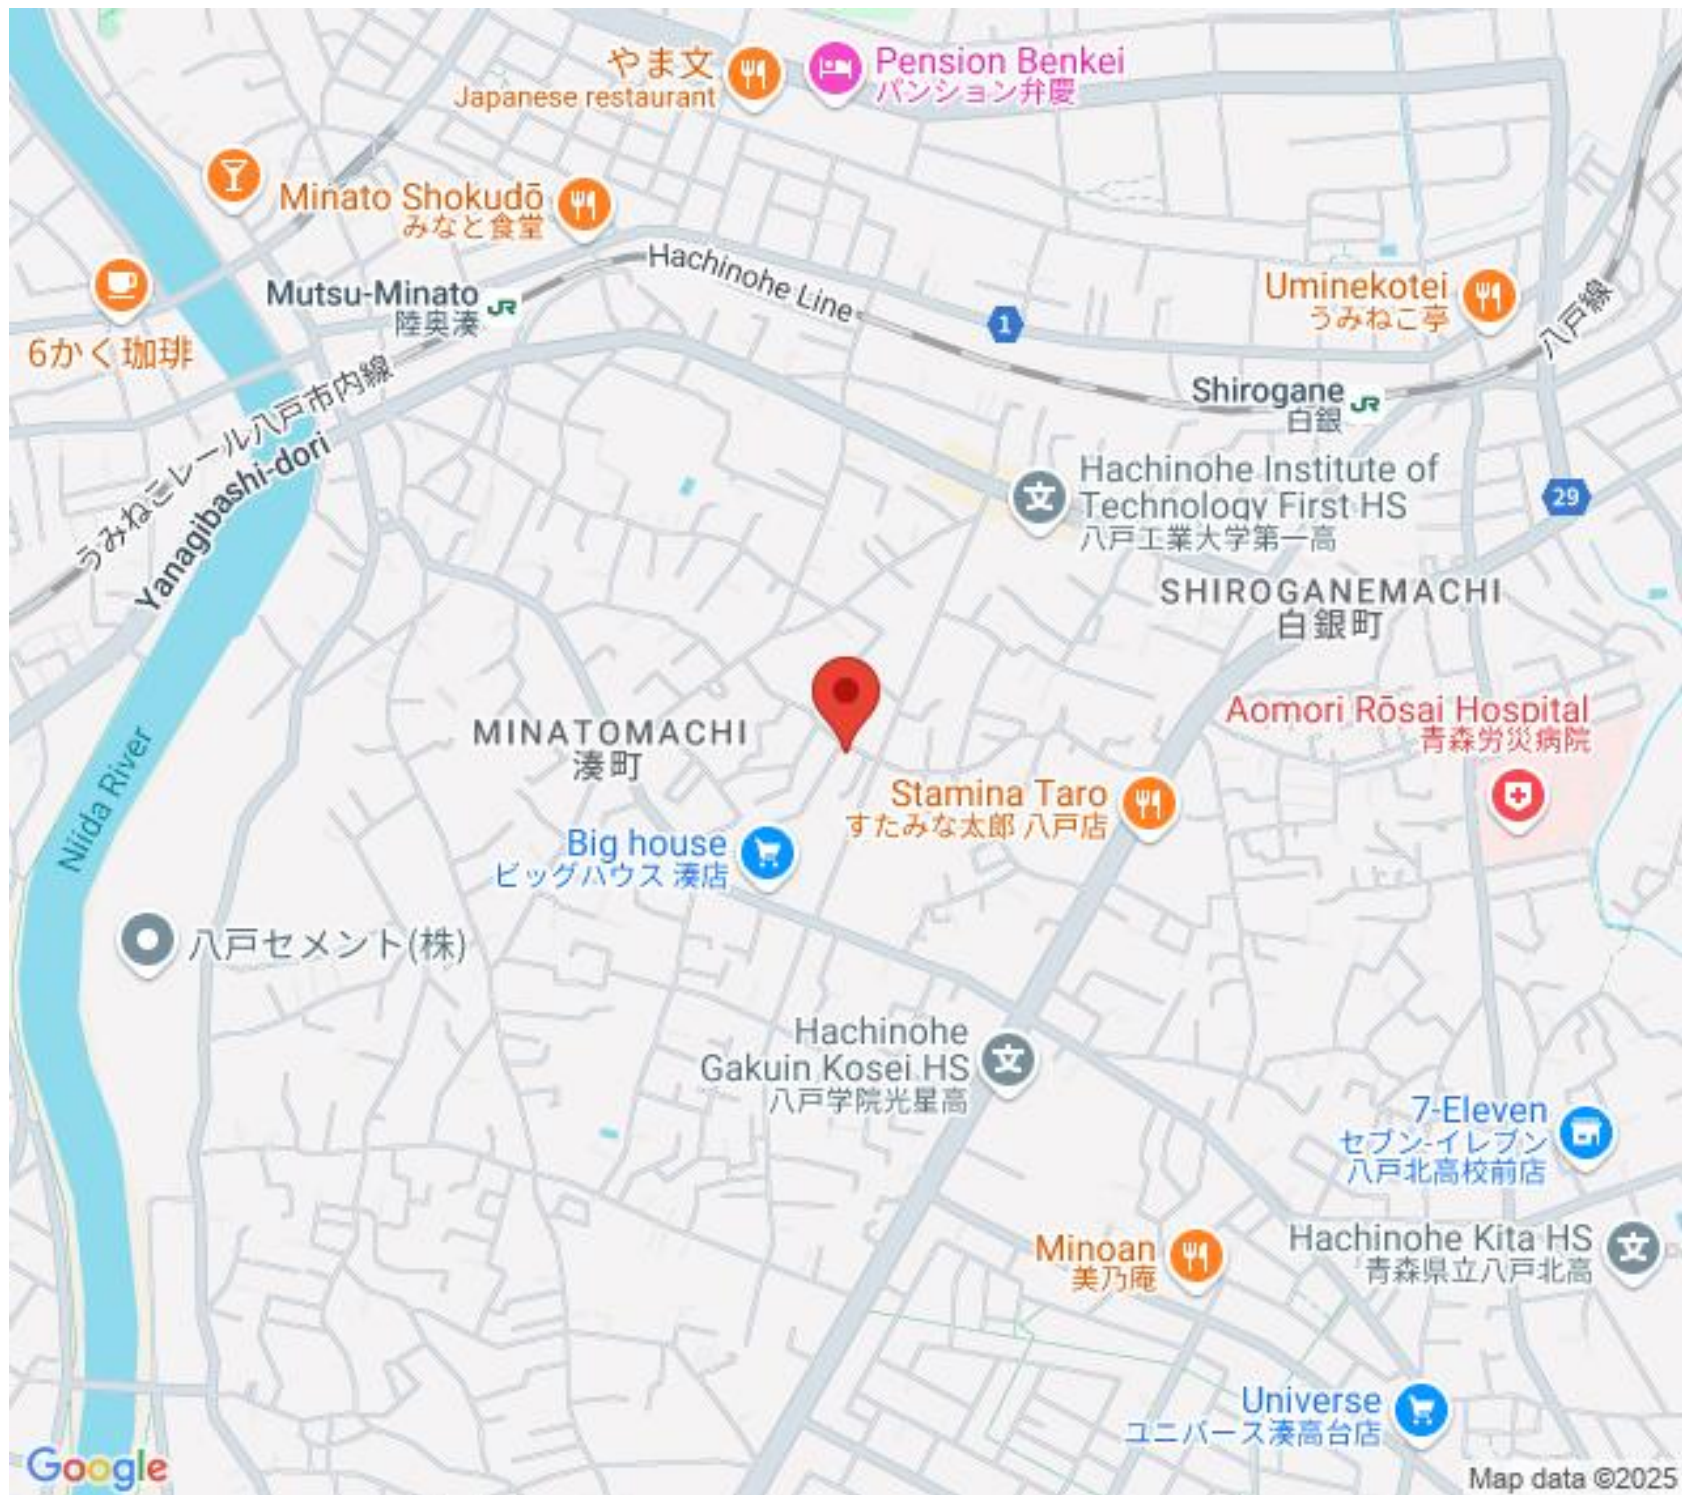 やま文
Japanese restaurant
Pension Benkei
パンション弁慶
Minato Shokudō
みなと食堂
Hachinohe Line
Mutsu-Minato
JR
陸奥湊
1
Uminekotei
うみねこ亭
八戸線
6かく珈琲
うみねこレール八戸市内線
Yanagibashi-dori
Shirogane
JR
白銀
Hachinohe Institute of
Technology First HS
八戸工業大学第一高
29
SHIROGANEMACHI
白銀町
Aomori Rōsai Hospital
青森労災病院
MINATOMACHI
湊町
Niida River
Stamina Taro
すたみな太郎 八戸店
Big house
ビッグハウス 湊店
八戸セメント(株)
Hachinohe
Gakuin Kosei HS
八戸学院光星高
7-Eleven
セブン-イレブン
八戸北高校前店
Minoan
美乃庵
Hachinohe Kita HS
青森県立八戸北高
Universe
ユニバース湊高台店
Google
Map data ©2025